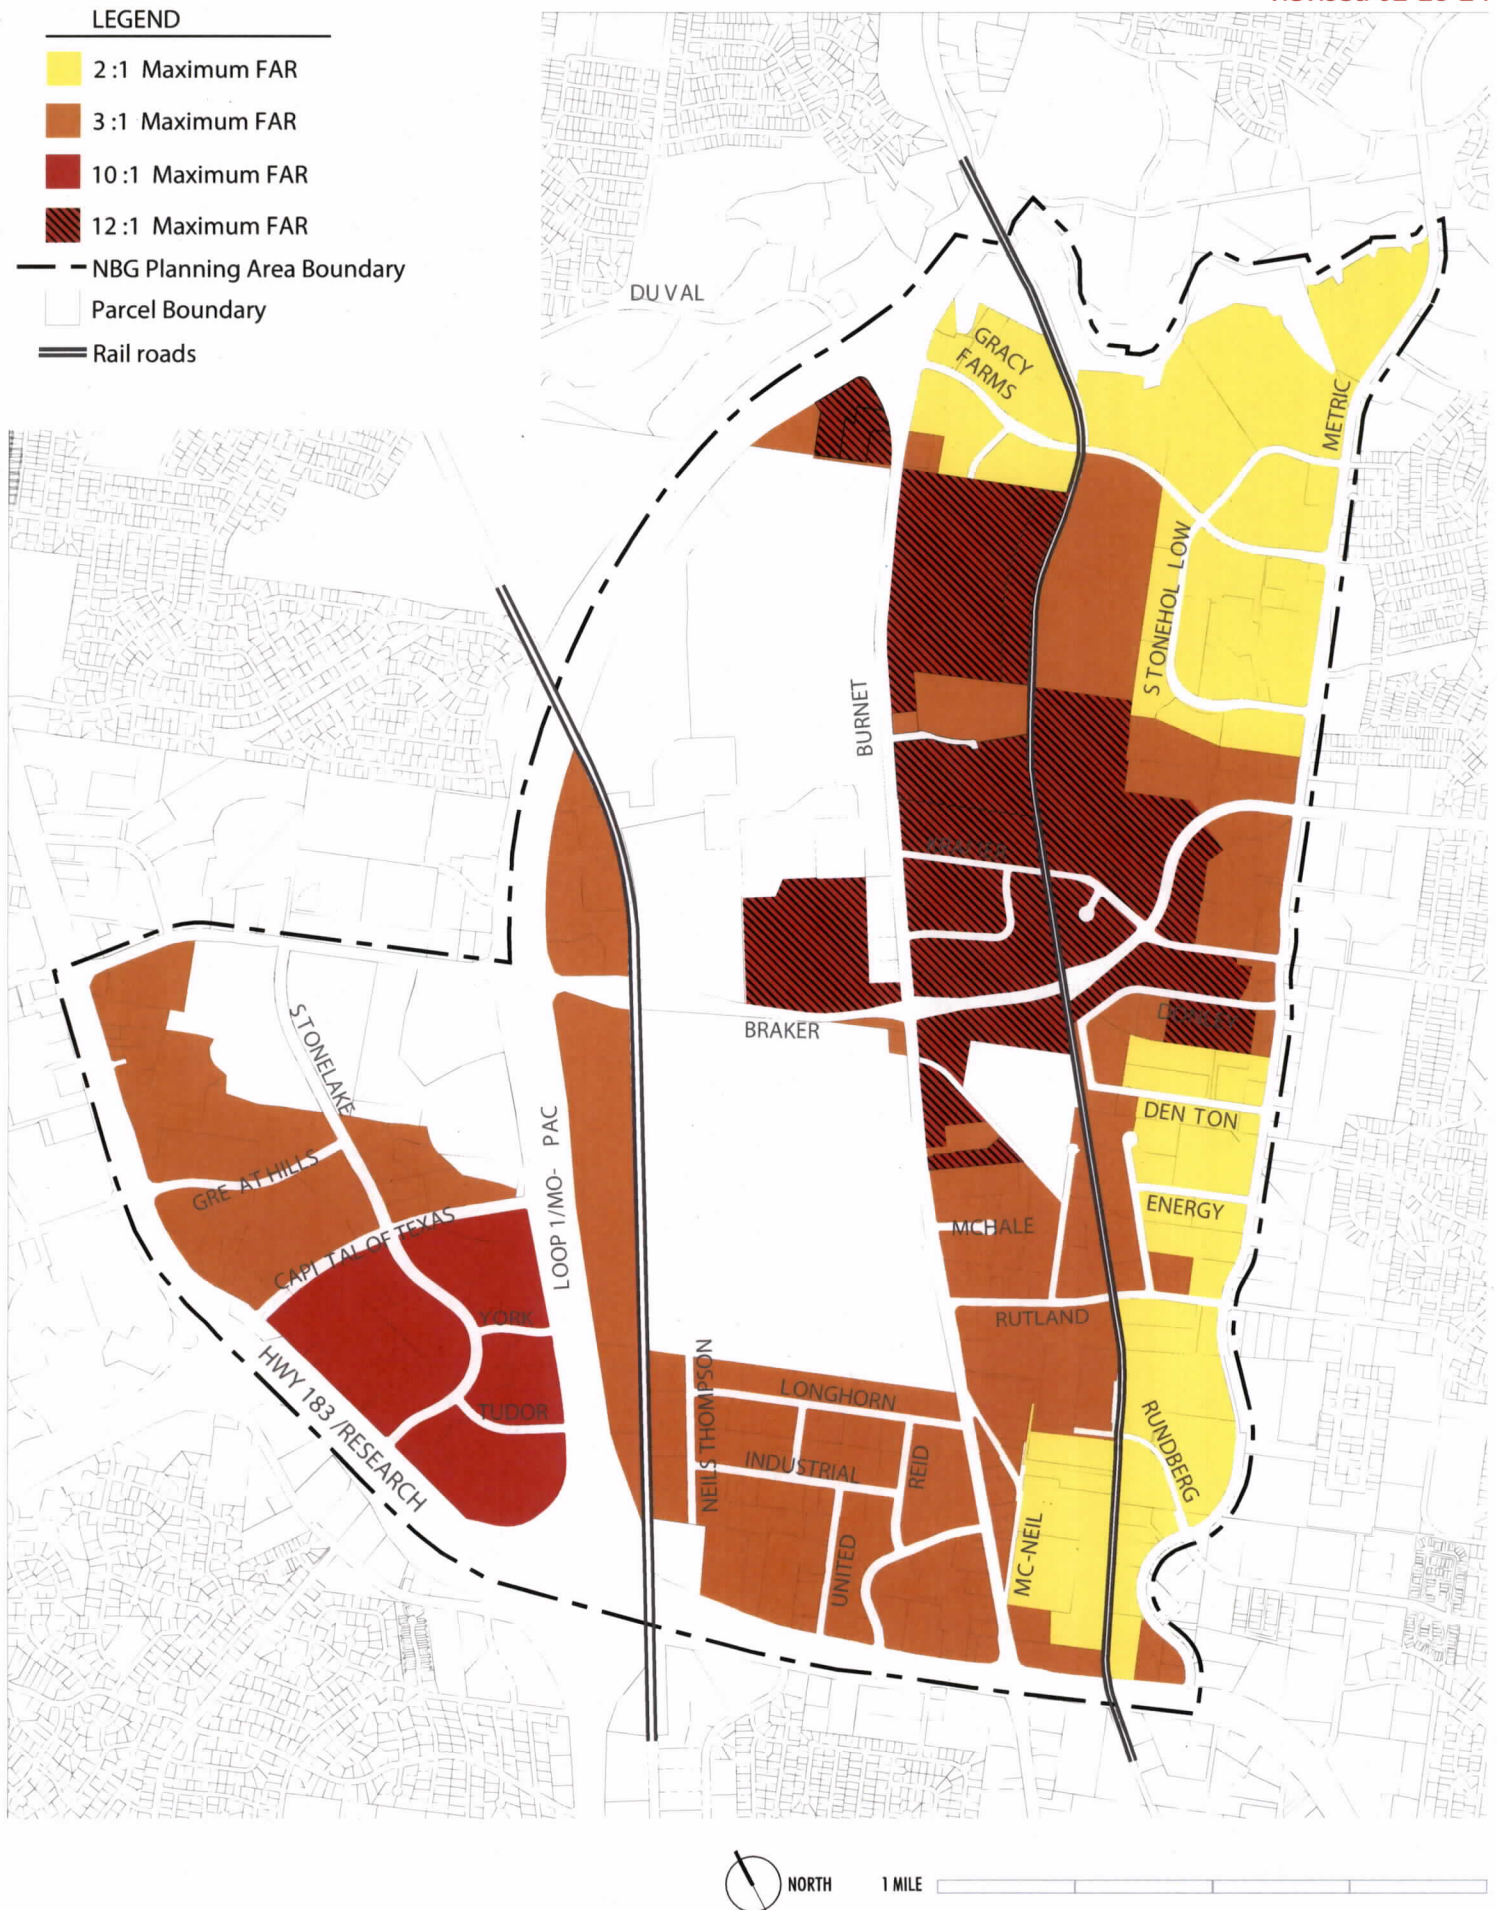 LEGEND
2 :1 Maximum FAR
3 :1 Maximum FAR
10 :1 Maximum FAR
12 :1 Maximum FAR
NBG Planning Area Boundary
Parcel Boundary
Rail roads
DUVAL
GRACY
FARMS
METRIC
STONEHOL LOW
BURNET
BRAKER
STONELAKE
LOOP 1/MO- PAC
DEN TON
GRE AT HILLS
ENERGY
CAPI TAL OF TEXAS
MCHALE
YORK
RUTLAND
HWY 183 /RESEARCH
NEILS THOMPSON
LONGHORN
TUDOR
RUNDBERG
INDUSTRIAL
REID
UNITED
MC-NEIL
NORTH
1 MILE